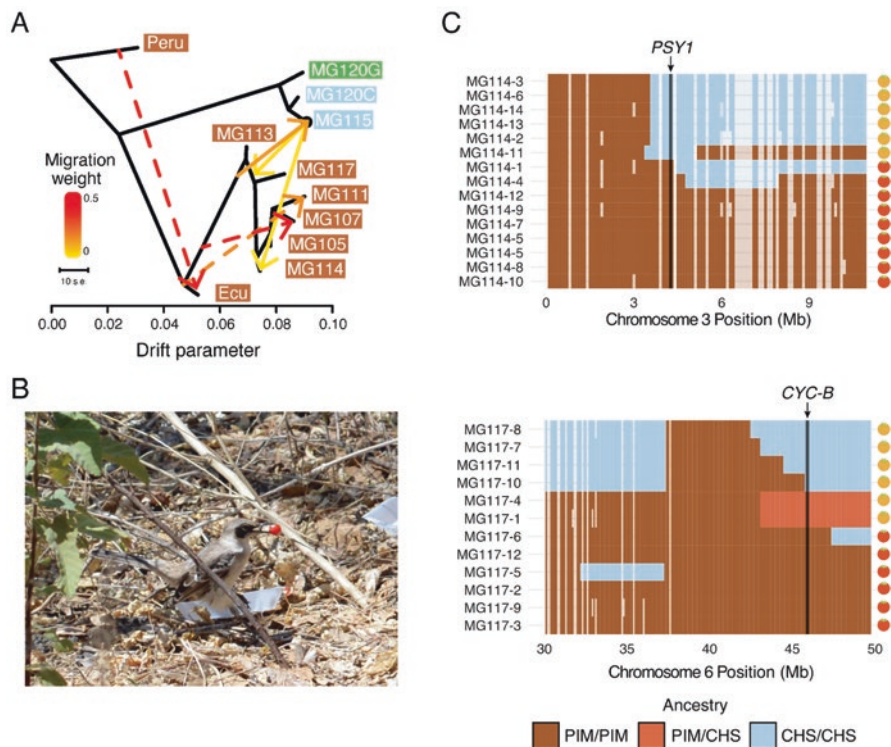 A
Peru
MG120G
MG120C
MG115
MG113
MG117
MG111
MG107
MG105
MG114
Ecu
Migration
weight
0.5
0
10 s.e.
0.00 0.02 0.04 0.06 0.08 0.10
Drift parameter
B
C
PSY1
MG114-3
MG114-6
MG114-14
MG114-13
MG114-2
MG114-11
MG114-1
MG114-4
MG114-12
MG114-9
MG114-7
MG114-5
MG114-5
MG114-8
MG114-10
0 3 6 9
Chromosome 3 Position (Mb)
CYC-B
MG117-8
MG117-7
MG117-11
MG117-10
MG117-4
MG117-1
MG117-6
MG117-12
MG117-5
MG117-2
MG117-9
MG117-3
30 35 40 45 50
Chromosome 6 Position (Mb)
Ancestry
PIM/PIM PIM/CHS CHS/CHS